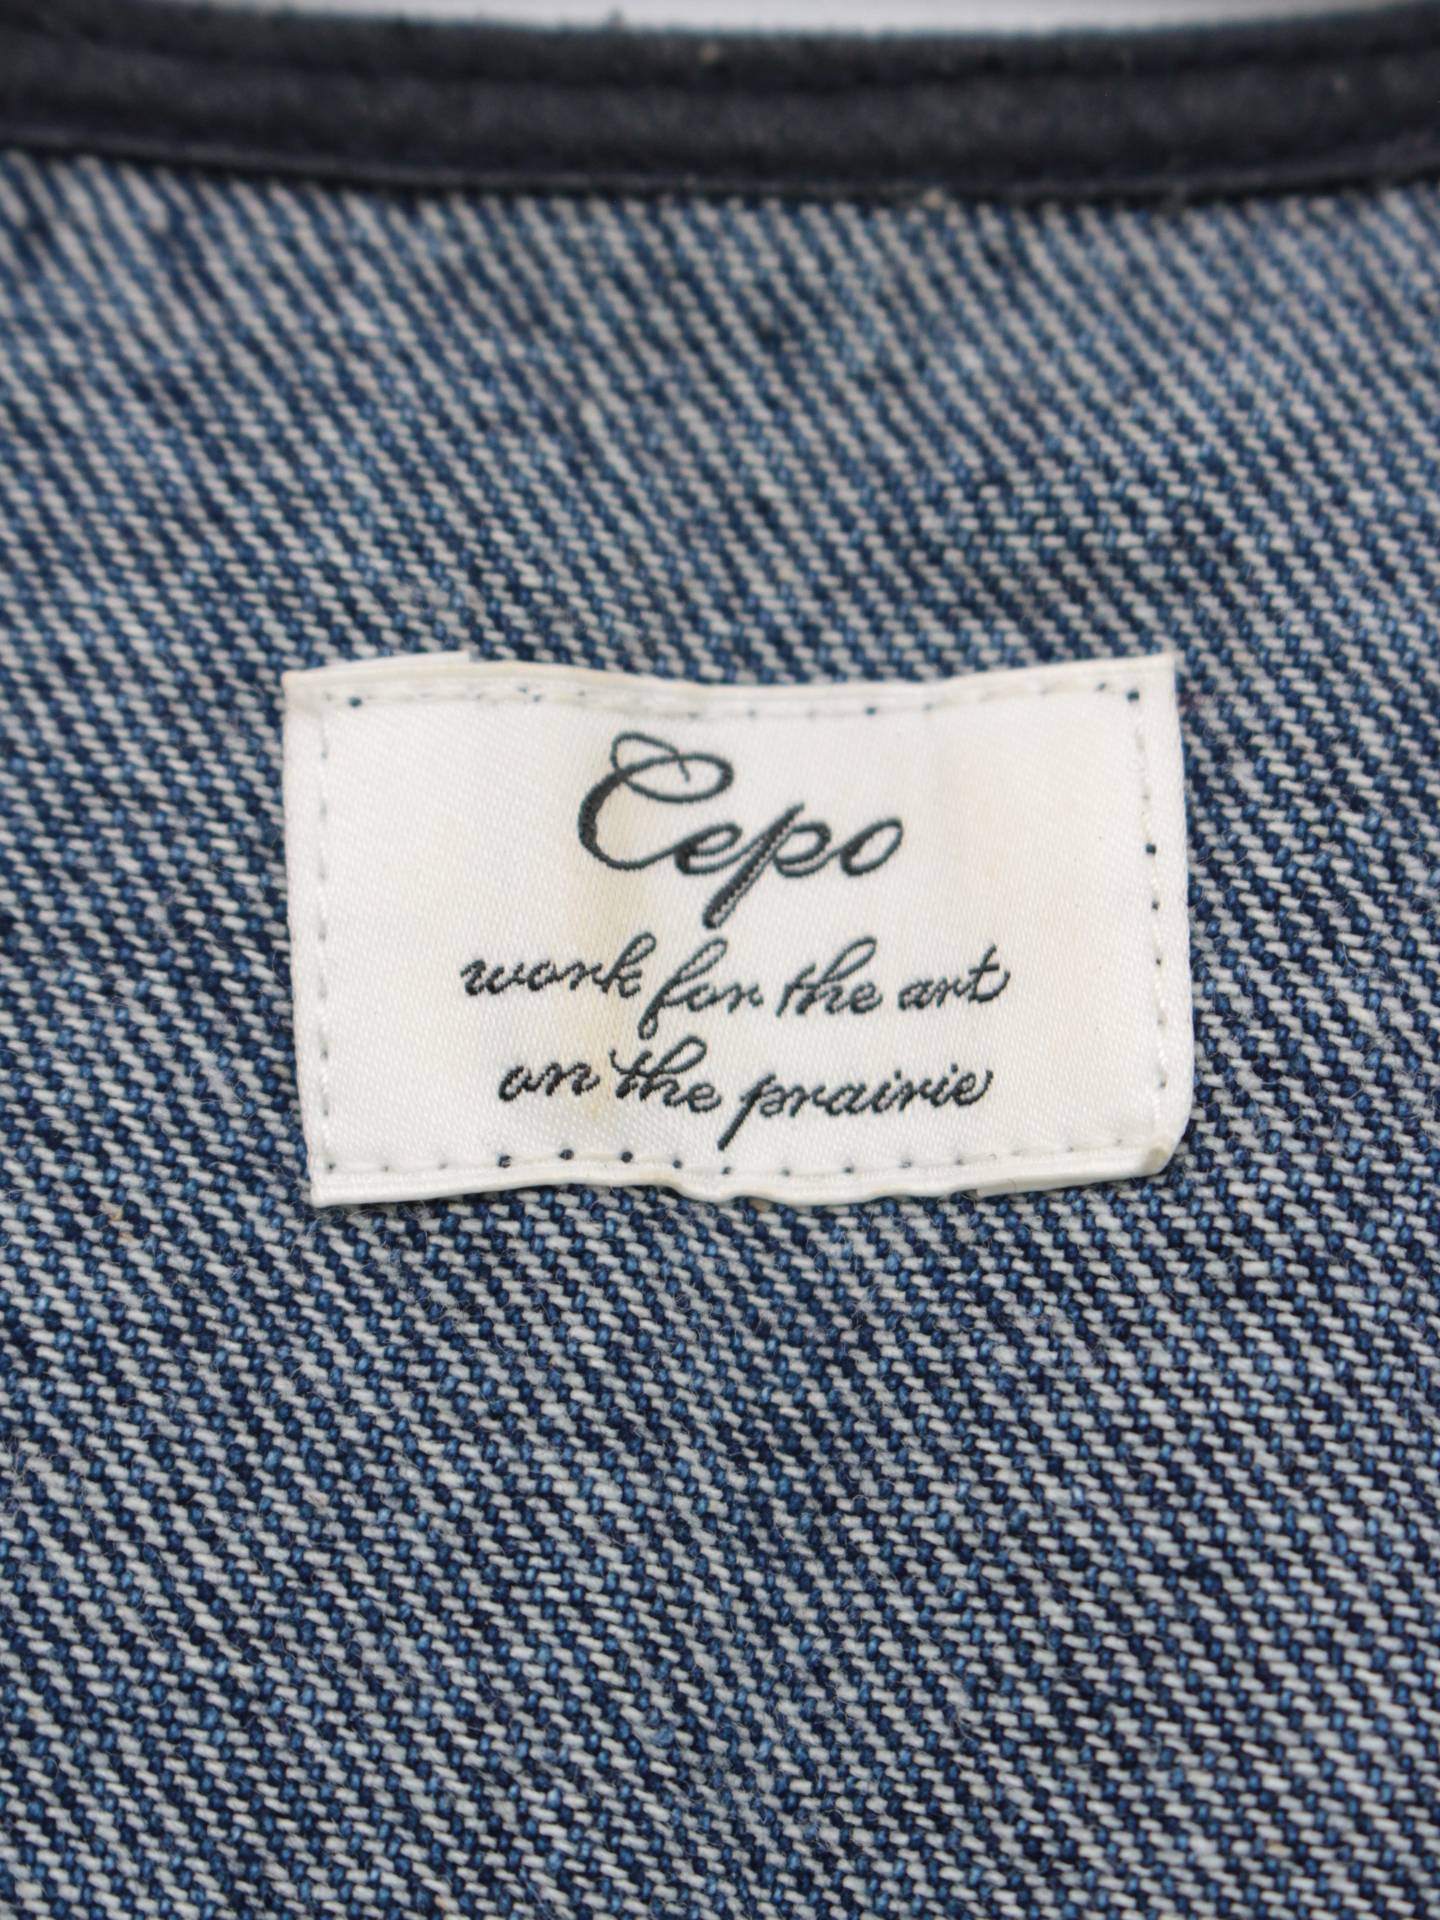 Cepo
work for the art
on the prairie